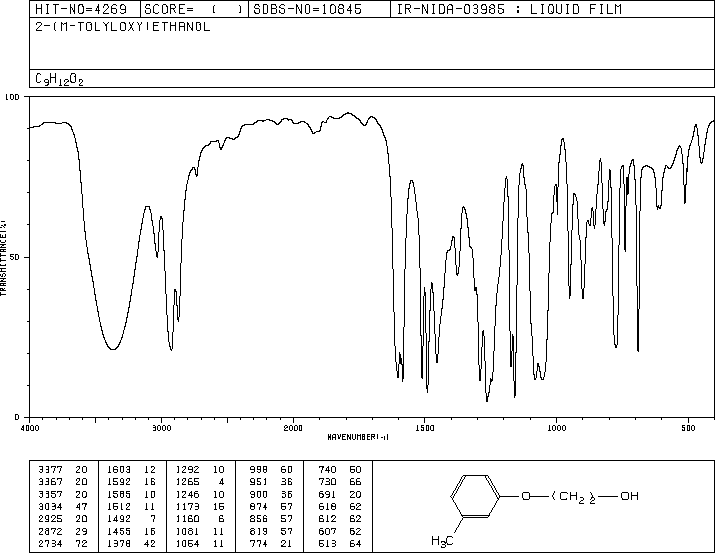 HIT-NO=4269 SCORE= ( ) SDBS-NO=10845 IR-NIDA-03985 : LIQUID FILM
2-(M-TOLYLOXY)ETHANOL
C9H12O2
100
50
0
TRANSMITTANCE(%)
4000 3000 2000 1500 1000 500
WAVENUMBER(-1)
3377 20 1603 12 1292 10 998 60 740 50
3367 20 1592 16 1265 4 951 36 730 66
3357 20 1585 10 1246 10 900 36 691 20
3034 47 1512 11 1173 15 874 57 618 62
2925 20 1492 7 1160 6 856 57 612 62
2872 29 1455 16 1081 11 819 57 607 62
2734 72 1378 42 1054 11 774 21 513 64
O (CH2)2 OH
H3C